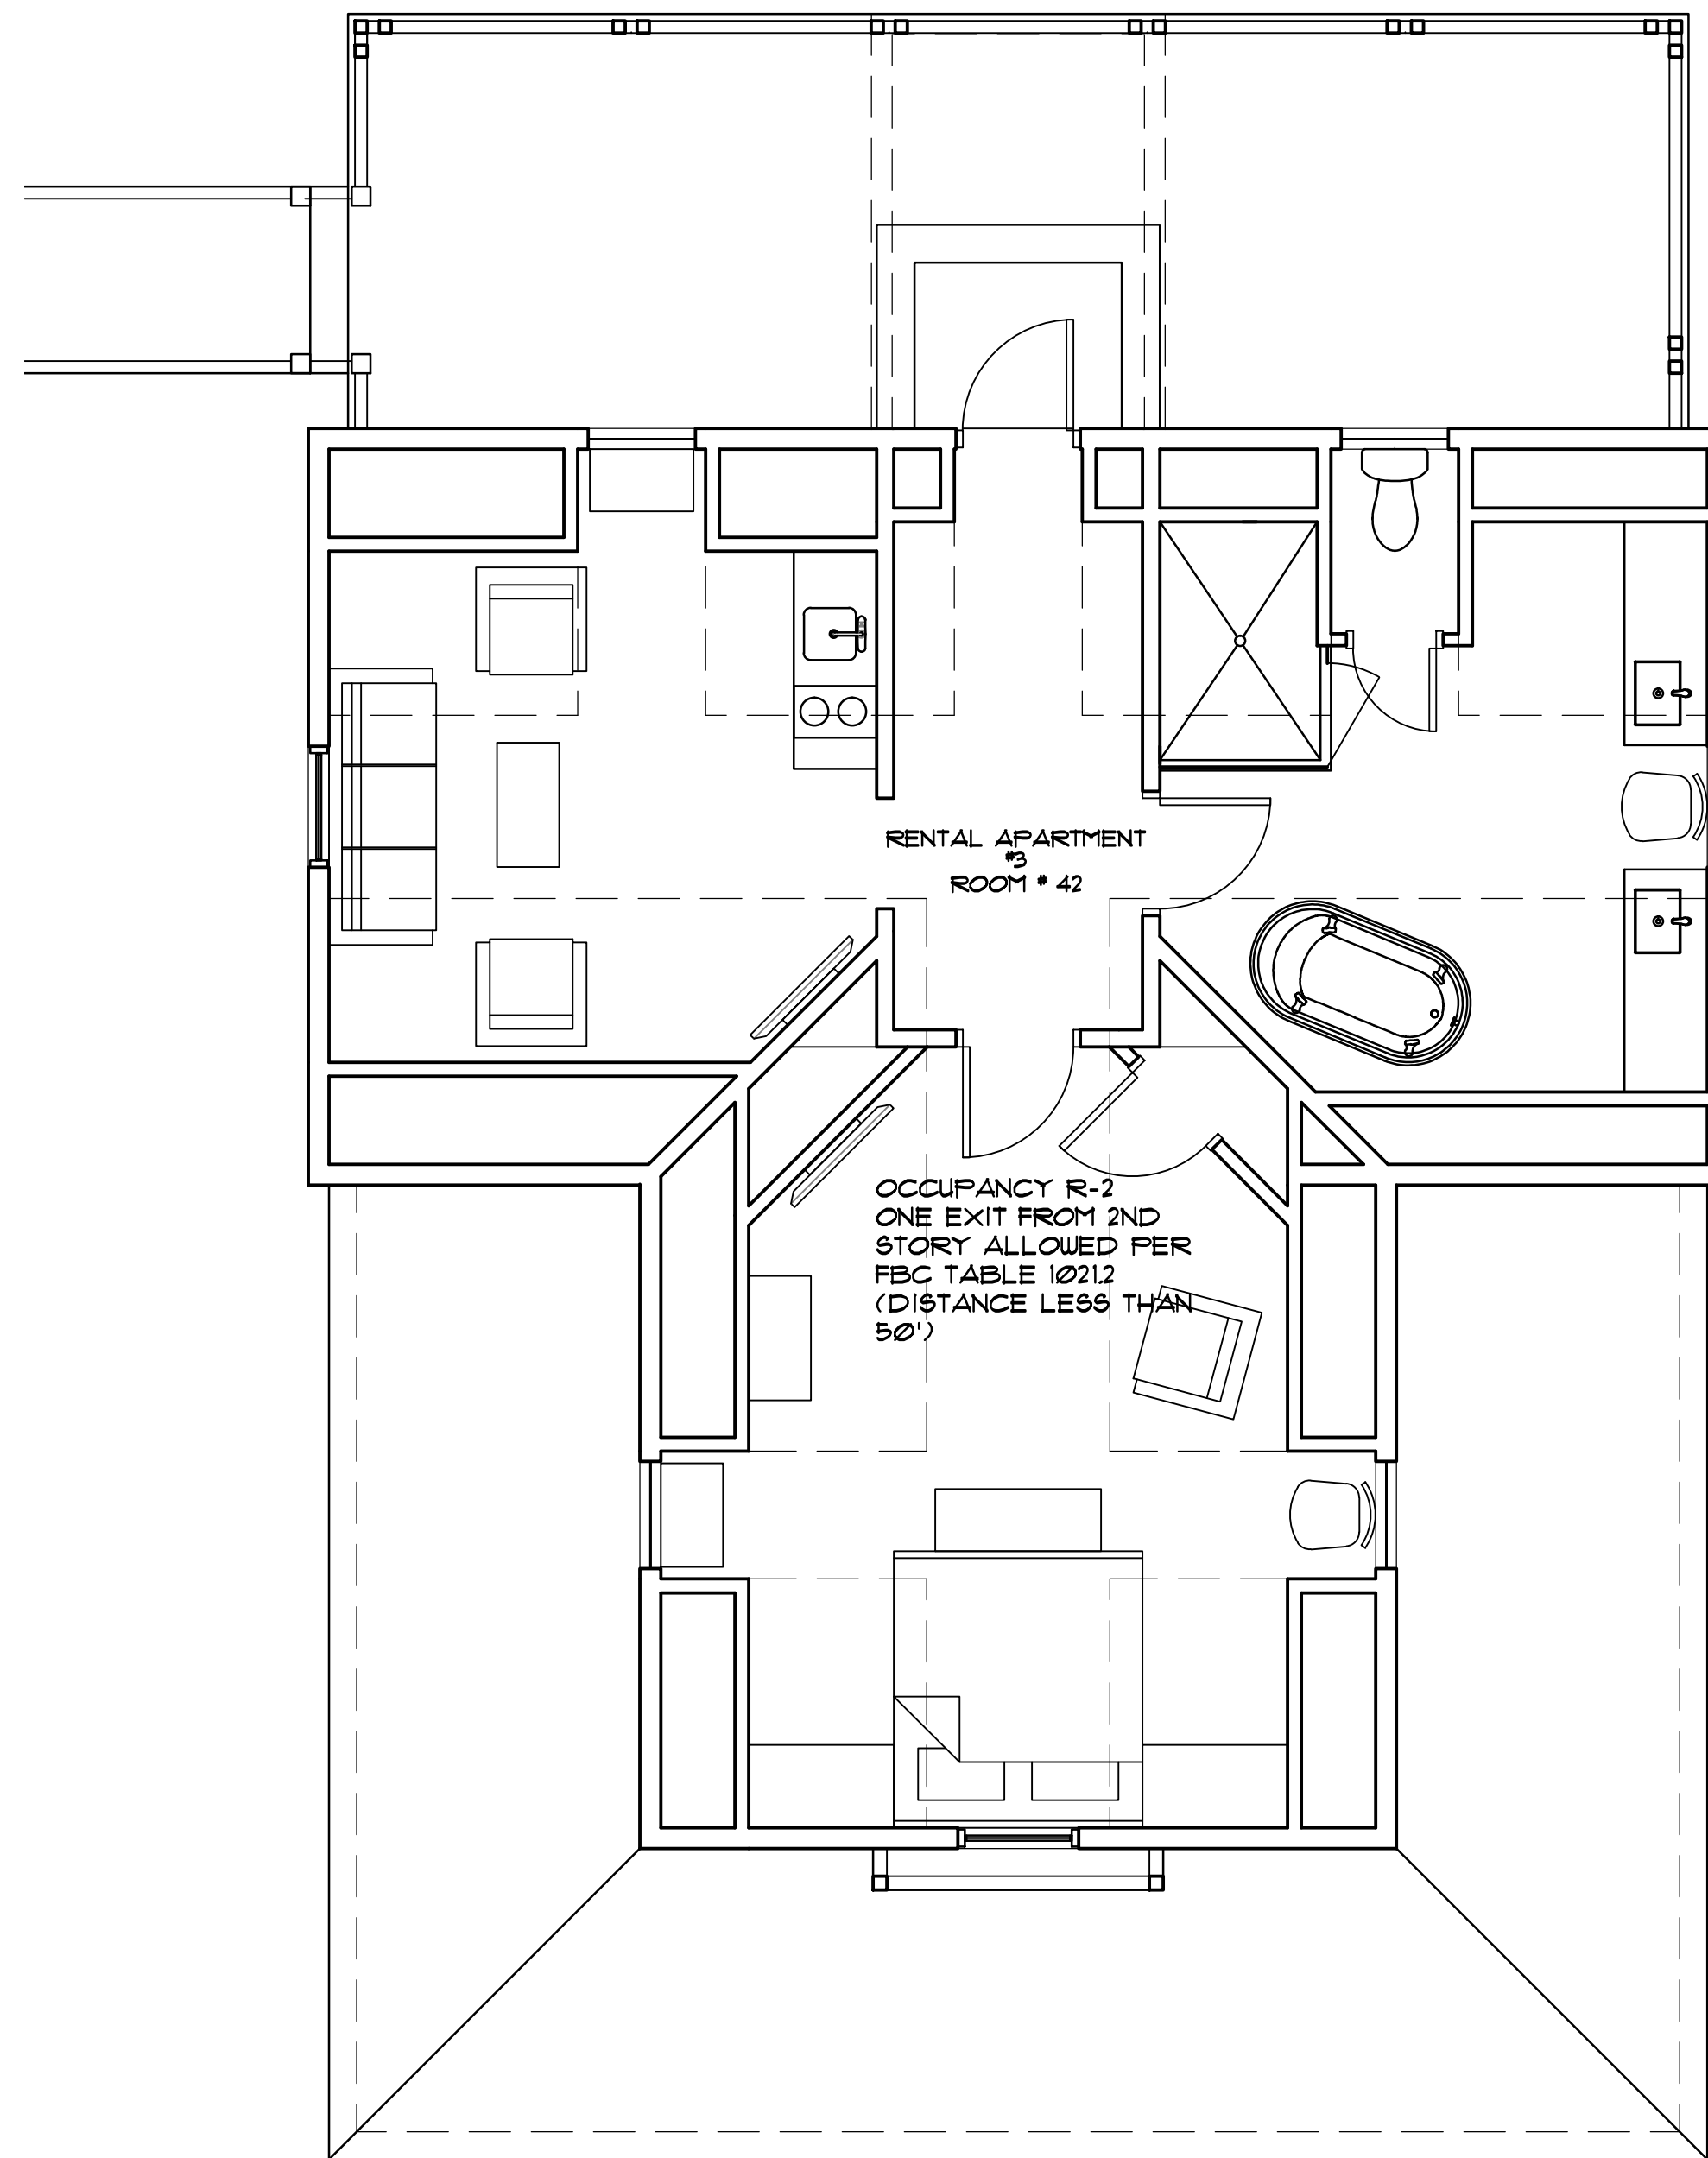 RENTAL APARTMENT
#3
ROOM # 42
OCCUPANCY R-2
ONE EXIT FROM 2ND
STORY ALLOWED PER
FBC TABLE 1021.2
(DISTANCE LESS THAN
50')